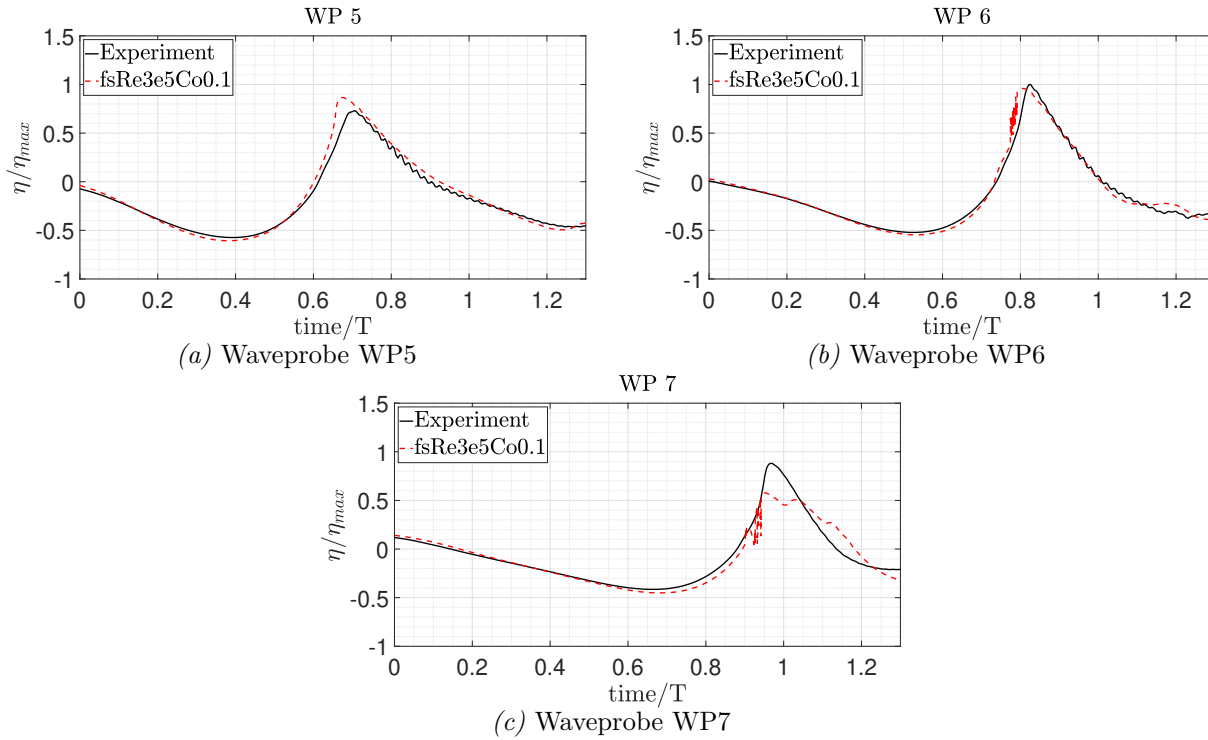 WP 5
1.5
1
0.5
0
-0.5
-1
η/ηmax
Experiment
fsRe3e5Co0.1
0 0.2 0.4 0.6 0.8 1 1.2
time/T
(a) Waveprobe WP5
WP 6
1.5
1
0.5
0
-0.5
-1
η/ηmax
Experiment
fsRe3e5Co0.1
0 0.2 0.4 0.6 0.8 1 1.2
time/T
(b) Waveprobe WP6
WP 7
1.5
1
0.5
0
-0.5
-1
η/ηmax
Experiment
fsRe3e5Co0.1
0 0.2 0.4 0.6 0.8 1 1.2
time/T
(c) Waveprobe WP7